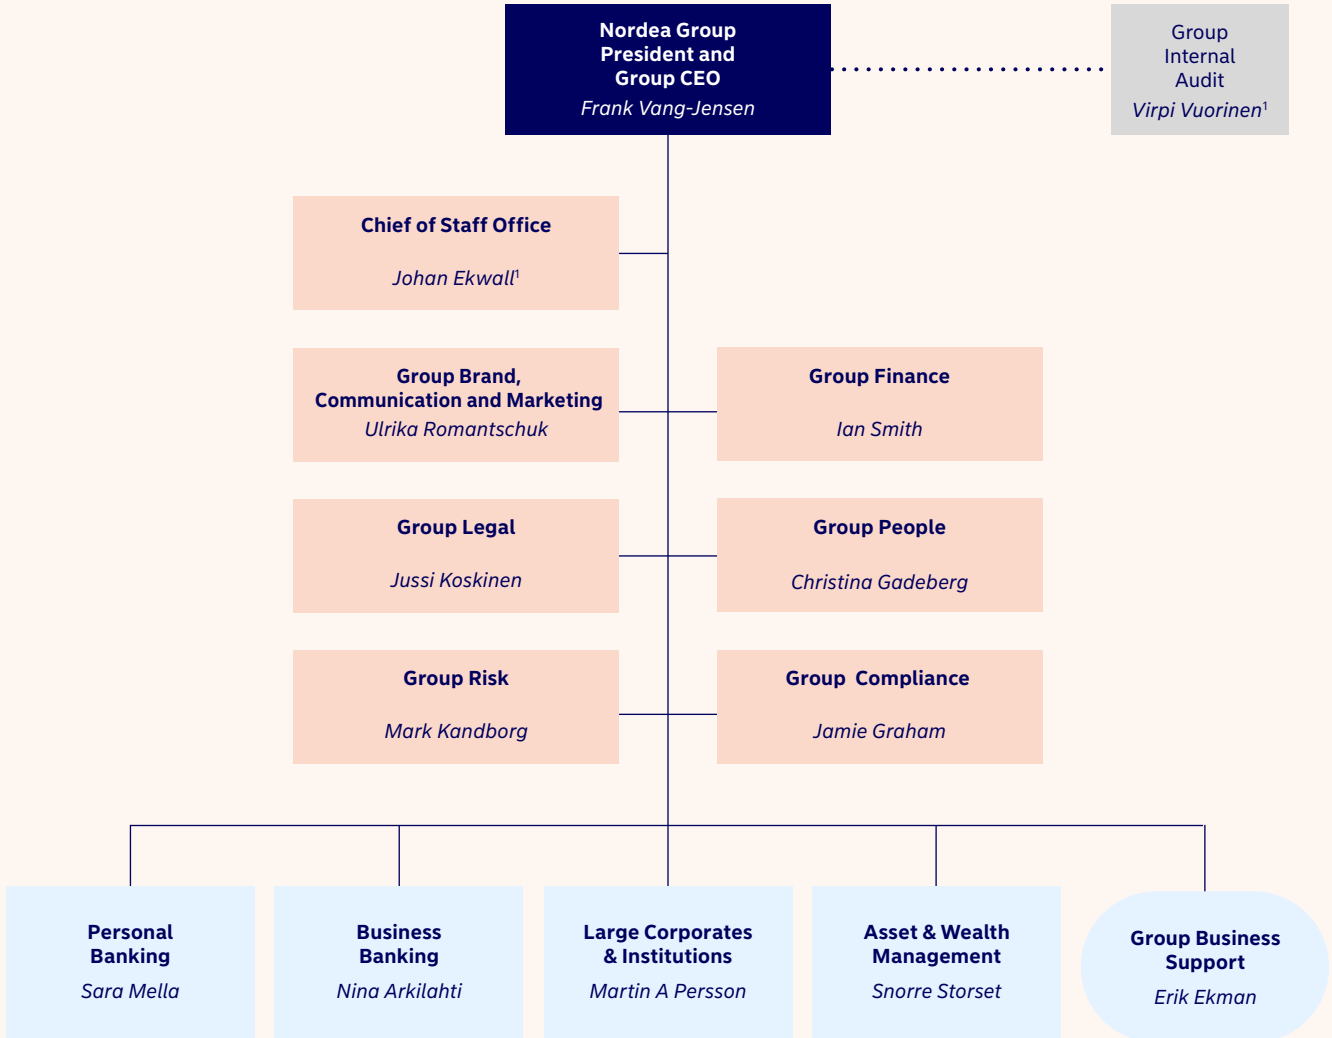 Nordea Group
President and
Group CEO
Frank Vang-Jensen
Group
Internal
Audit
Virpi Vuorinen¹
Chief of Staff Office
Johan Ekwall¹
Group Brand,
Communication and Marketing
Ulrika Romantschuk
Group Finance
Ian Smith
Group Legal
Jussi Koskinen
Group People
Christina Gadeberg
Group Risk
Mark Kandborg
Group Compliance
Jamie Graham
Personal
Banking
Sara Mella
Business
Banking
Nina Arkilahti
Large Corporates
& Institutions
Martin A Persson
Asset & Wealth
Management
Snorre Storset
Group Business
Support
Erik Ekman